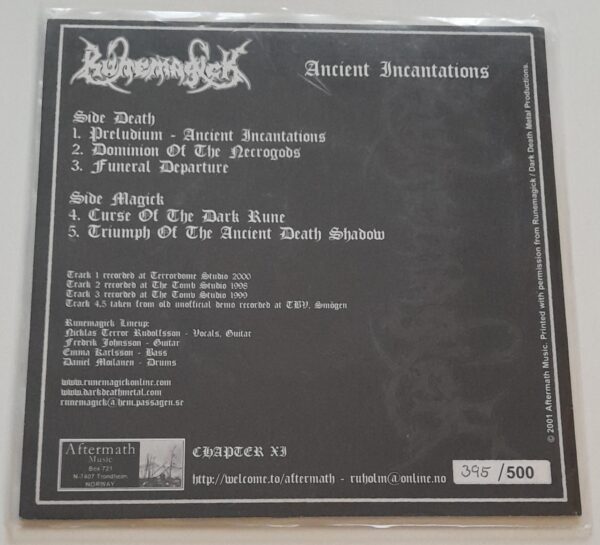 Runemagick
Ancient Incantations
Side Death
1. Preludium - Ancient Incantations
2. Dominion Of The Necrogods
3. Funeral Departure
Side Magick
4. Curse Of The Dark Rune
5. Triumph Of The Ancient Death Shadow
Track 1 recorded at Terrordome Studio 2000
Track 2 recorded at The Tomb Studio 1998
Track 3 recorded at The Tomb Studio 1999
Track 4,5 taken from old unofficial demo recorded at TBV, Smögen
Runemagick Lineup:
Nicklas Terror Rudolfsson - Vocals, Guitar
Fredrik Johnsson - Guitar
Emma Karlsson - Bass
Daniel Moilanen - Drums
www.runemagickonline.com
www.darkdeathmetal.com
runemagick@hem.passagen.se
Aftermath
Music
Box 721
N-7407 Trondheim
NORWAY
CHAPTER XI
http://welcome.to/aftermath - ruholm@online.no
395/500
© 2001 Aftermath Music. Printed with permission from Runemagick / Dark Death Metal Productions.